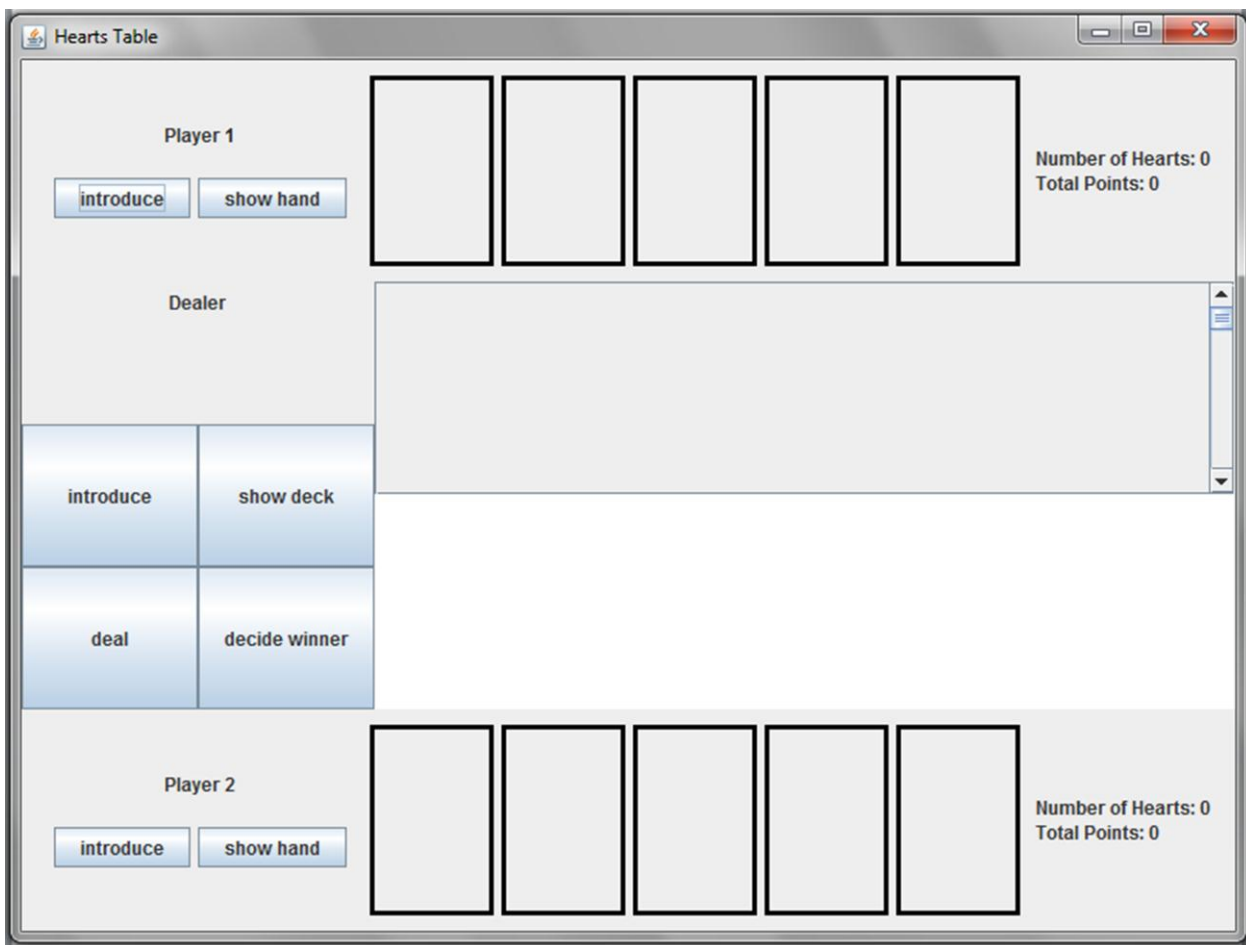 Hearts Table
Player 1
introduce show hand
Number of Hearts: 0
Total Points: 0
Dealer
introduce show deck
deal decide winner
Player 2
introduce show hand
Number of Hearts: 0
Total Points: 0